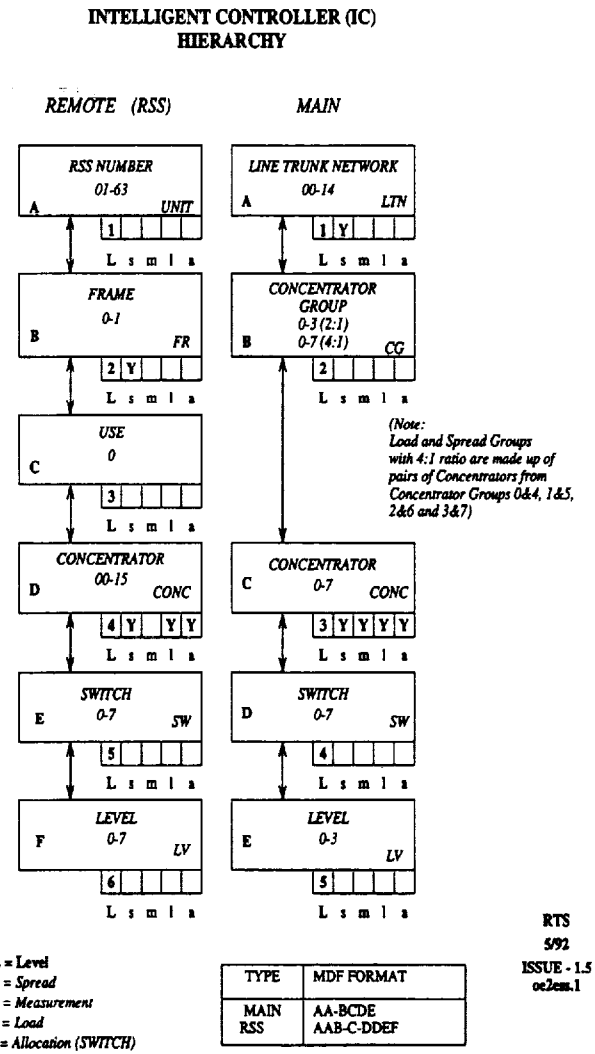 INTELLIGENT CONTROLLER (IC)
HIERARCHY
REMOTE (RSS)
MAIN
RSS NUMBER
01-63
A
UNIT
1
L s m l a
FRAME
0-1
B
FR
2 Y
L s m l a
USE
0
C
3
L s m l a
CONCENTRATOR
00-15
D
CONC
4 Y Y Y
L s m l a
SWITCH
0-7
E
SW
5
L s m l a
LEVEL
0-7
F
LV
6
L s m l a
LINE TRUNK NETWORK
00-14
A
LTN
1 Y
L s m l a
CONCENTRATOR
GROUP
0-3 (2:1)
0-7 (4:1)
B
CG
2
L s m l a
(Note:
Load and Spread Groups
with 4:1 ratio are made up of
pairs of Concentrators from
Concentrator Groups 0&4, 1&5,
2&6 and 3&7)
CONCENTRATOR
0-7
C
CONC
3 Y Y Y Y
L s m l a
SWITCH
0-7
D
SW
4
L s m l a
LEVEL
0-3
E
LV
5
L s m l a
= Level
= Spread
= Measurement
= Load
= Allocation (SWITCH)
TYPE MDF FORMAT
MAIN AA-BCDE
RSS AAB-C-DDEF
RTS
5/92
ISSUE - 1.5
oe2ess.1